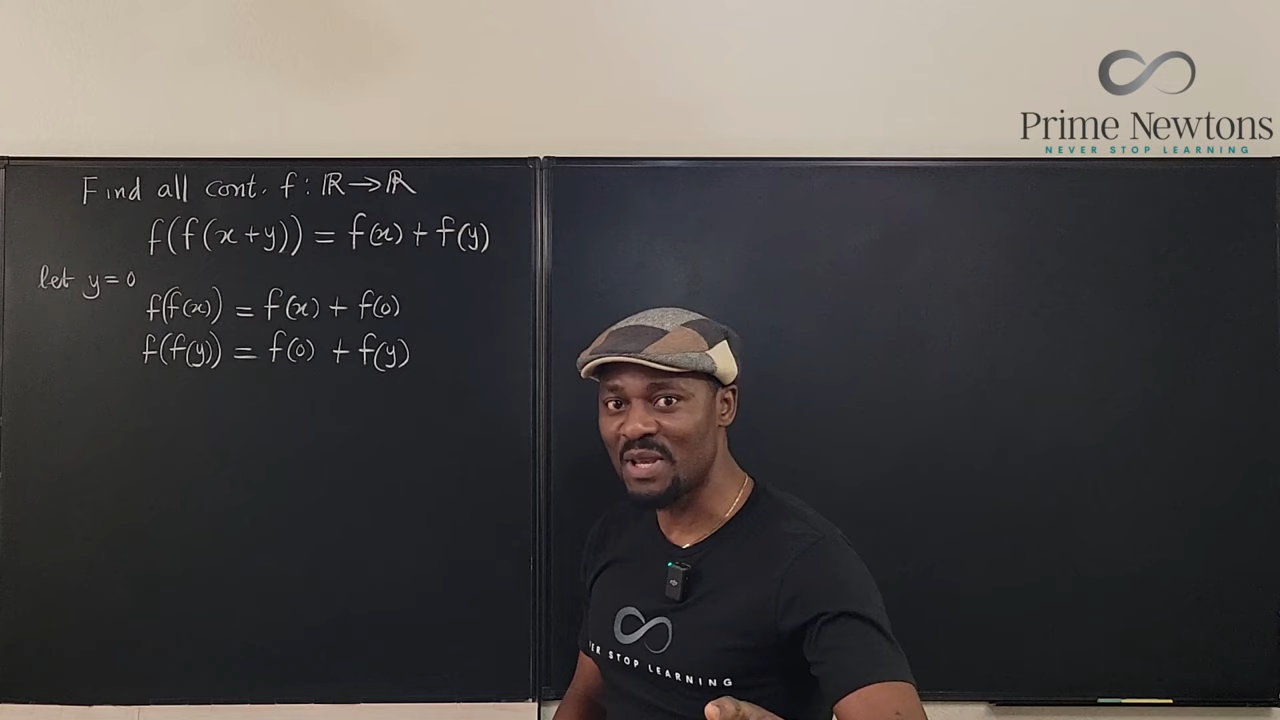 Prime Newtons
NEVER STOP LEARNING
Find all cont. f: ℝ→ℝ
f(f(x+y)) = f(x) + f(y)
let y=0
f(f(x)) = f(x) + f(0)
f(f(y)) = f(0) + f(y)
ER STOP LEARNING